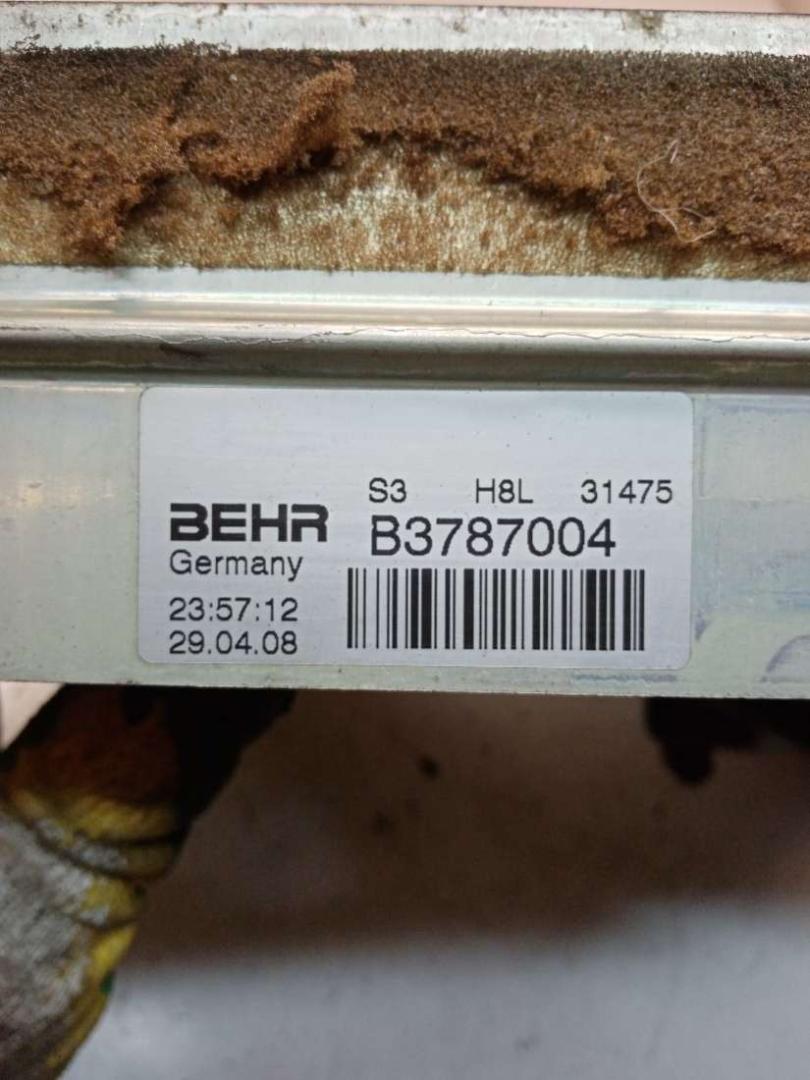 S3 H8L 31475
BEHR B3787004
Germany
23:57:12
29.04.08